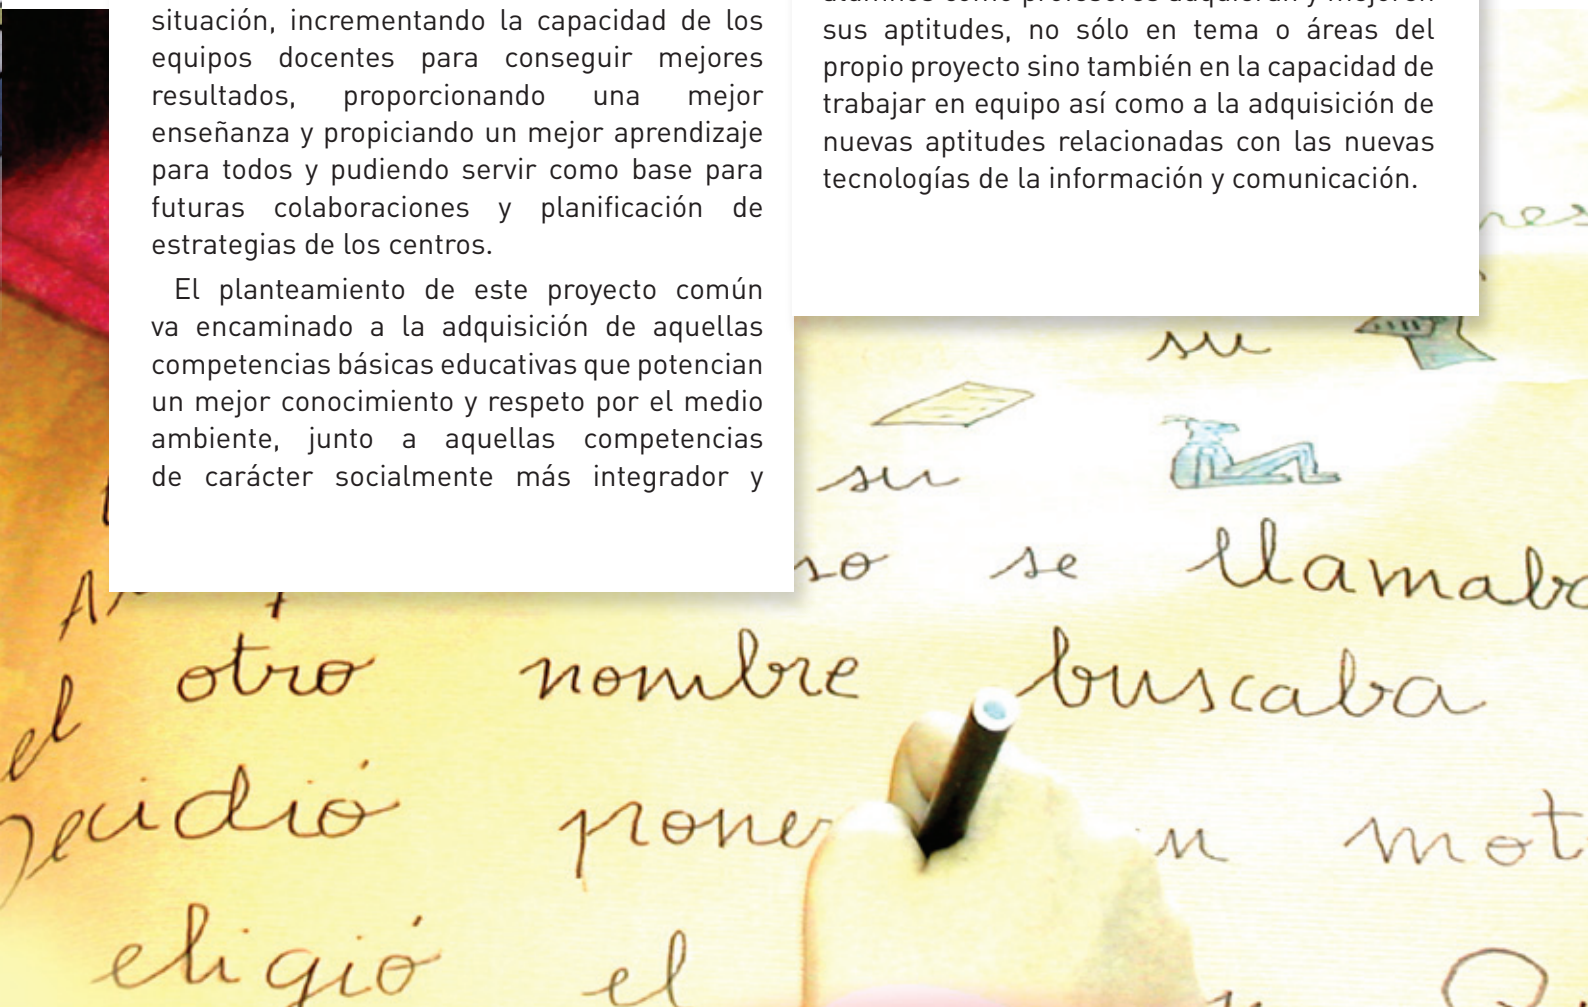 situación, incrementando la capacidad de los
equipos docentes para conseguir mejores
resultados, proporcionando una mejor
enseñanza y propiciando un mejor aprendizaje
para todos y pudiendo servir como base para
futuras colaboraciones y planificación de
estrategias de los centros.
El planteamiento de este proyecto común
va encaminado a la adquisición de aquellas
competencias básicas educativas que potencian
un mejor conocimiento y respeto por el medio
ambiente, junto a aquellas competencias
de carácter socialmente más integrador y
sus aptitudes, no sólo en tema o áreas del
propio proyecto sino también en la capacidad de
trabajar en equipo así como a la adquisición de
nuevas aptitudes relacionadas con las nuevas
tecnologías de la información y comunicación.
su
su
se llamaba
el otro nombre buscaba
decidió poner
eligió el